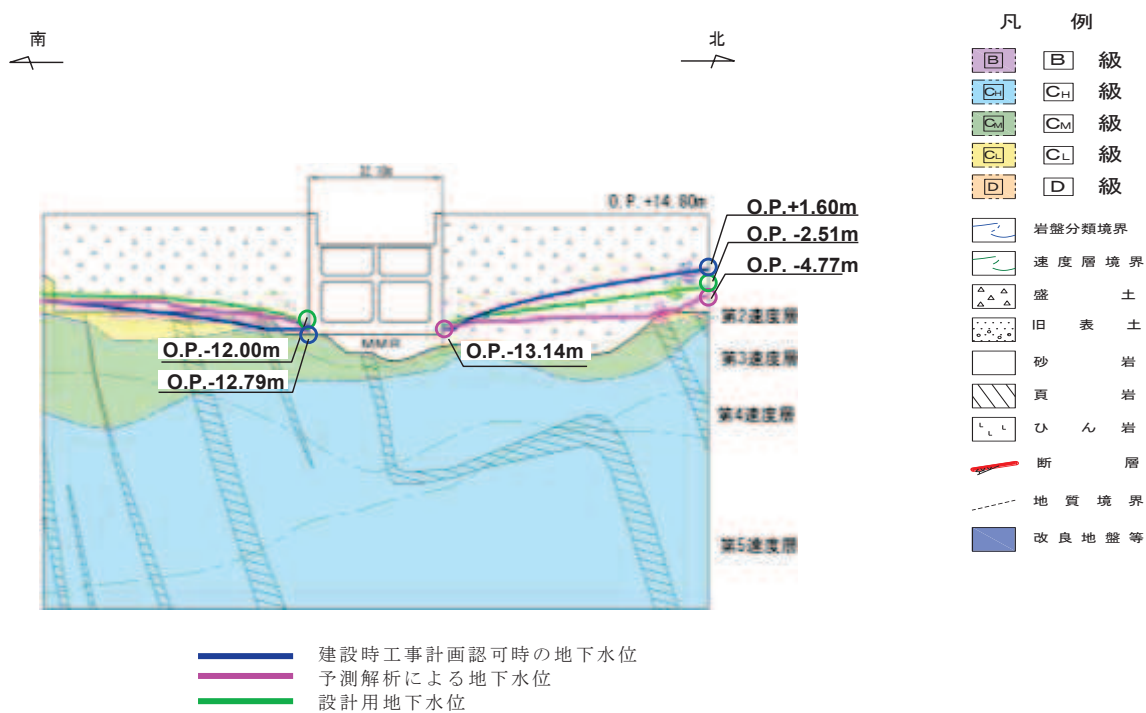 南
北
凡 例
B B 級
CH CH 級
CM CM 級
CL CL 級
D D 級
岩盤分類境界
速度層境界
盛土
旧表土
砂岩
頁岩
ひん岩
断層
地質境界
改良地盤等
O.P.+14.80m
O.P.+1.60m
O.P. -2.51m
O.P. -4.77m
第2速度層
O.P.-12.00m
O.P.-12.79m
MMR
O.P.-13.14m
第3速度層
第4速度層
第5速度層
建設時工事計画認可時の地下水位
予測解析による地下水位
設計用地下水位